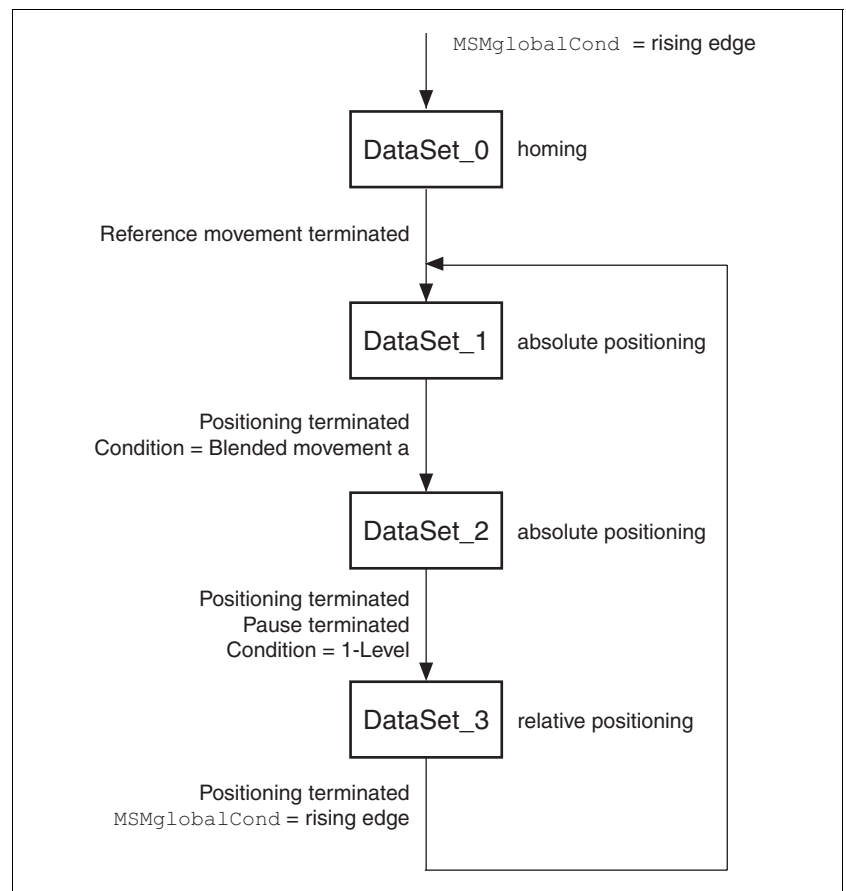 MSMglobalCond = rising edge
DataSet_0
homing
Reference movement terminated
DataSet_1
absolute positioning
Positioning terminated
Condition = Blended movement a
DataSet_2
absolute positioning
Positioning terminated
Pause terminated
Condition = 1-Level
DataSet_3
relative positioning
Positioning terminated
MSMglobalCond = rising edge